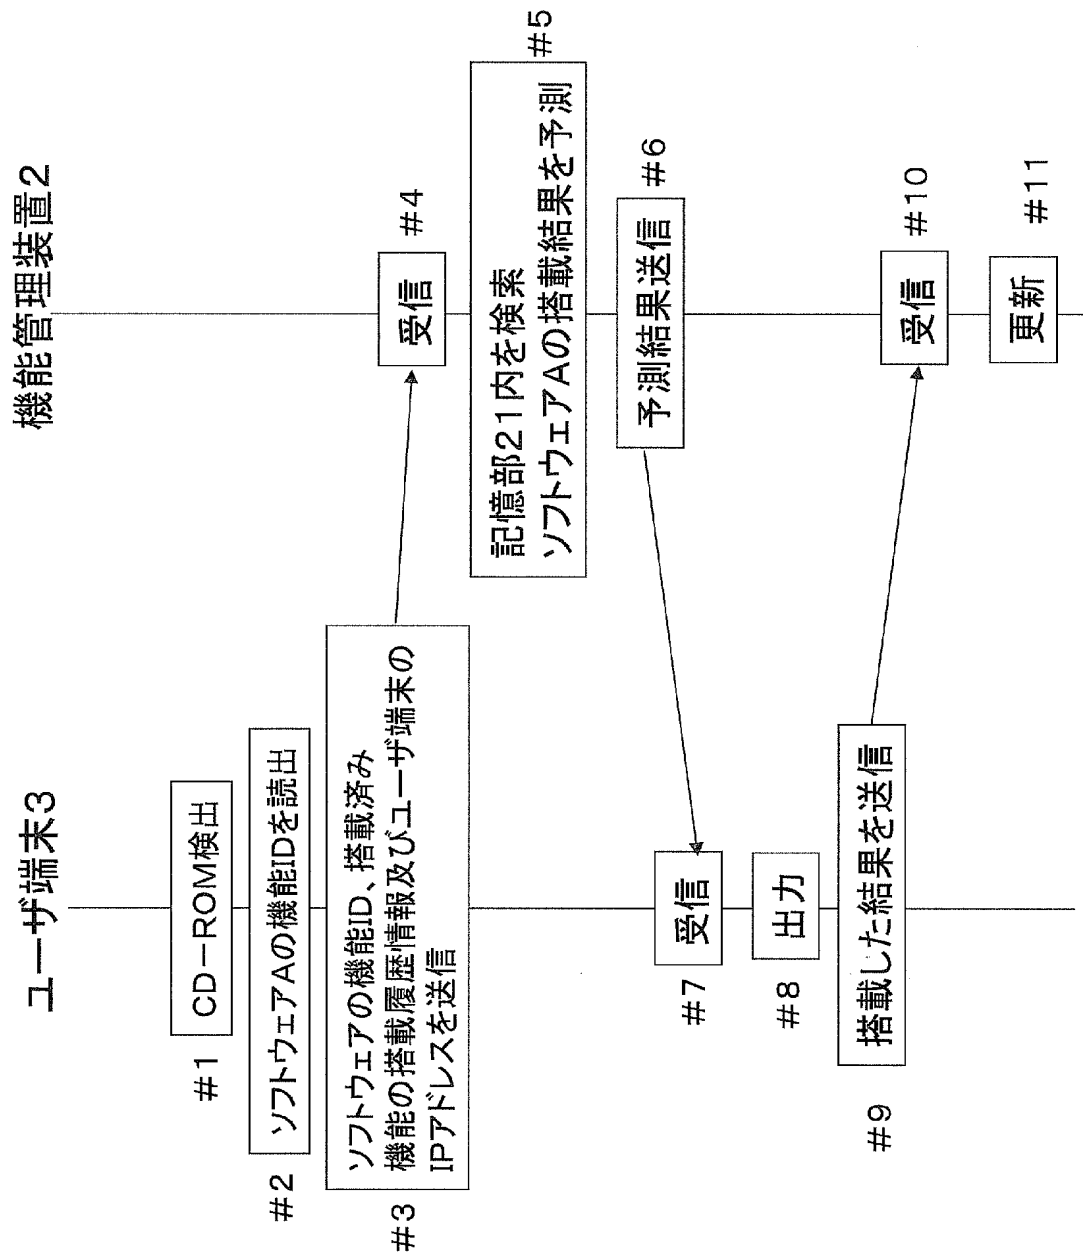 ユーザ端末3
機能管理装置2
#1
CD-ROM検出
#2
ソフトウェアAの機能IDを読出
#3
ソフトウェアの機能ID、搭載済み
機能の搭載履歴情報及びユーザ端末の
IPアドレスを送信
受信
#4
記憶部21内を検索
ソフトウェアAの搭載結果を予測
#5
予測結果送信
#6
#7
受信
#8
出力
#9
搭載した結果を送信
受信
#10
更新
#11